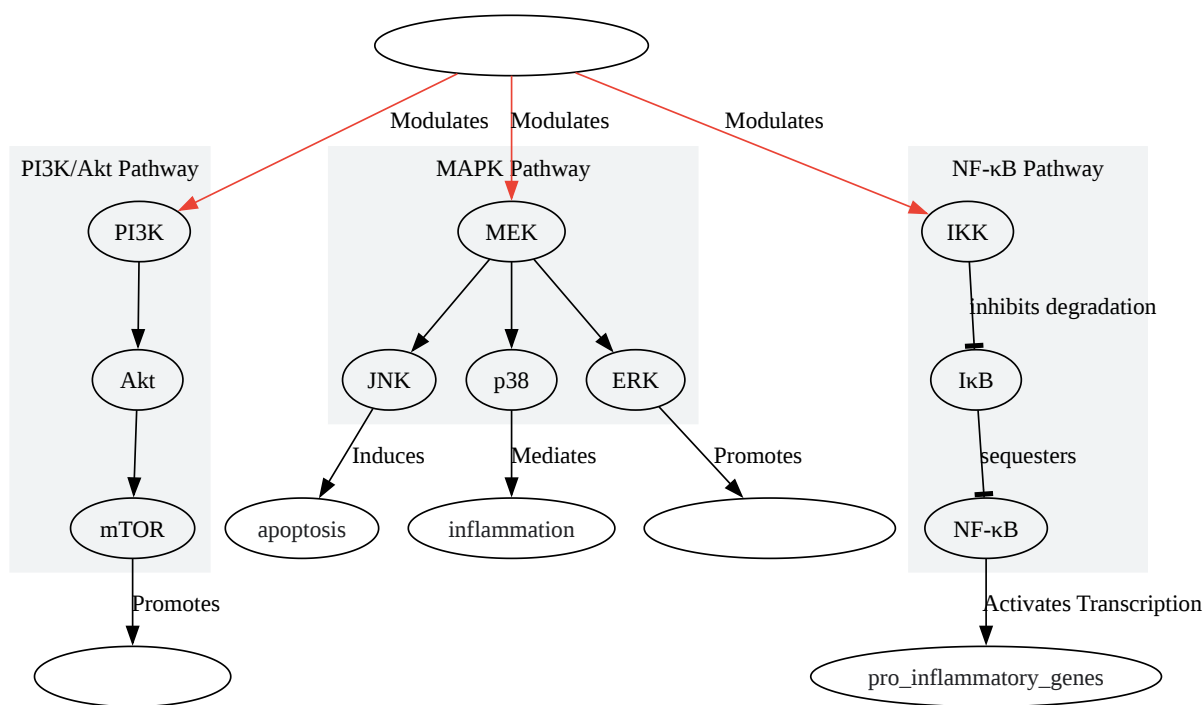 Modulates
Modulates
Modulates
PI3K/Akt Pathway
MAPK Pathway
NF-κB Pathway
PI3K
MEK
IKK
inhibits degradation
Akt
JNK
p38
ERK
IκB
Induces
Mediates
Promotes
sequesters
mTOR
apoptosis
inflammation
NF-κB
Promotes
Activates Transcription
pro_inflammatory_genes